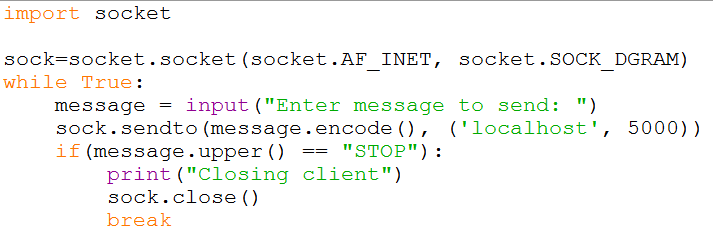 import socket

sock=socket.socket(socket.AF_INET, socket.SOCK_DGRAM)
while True:
    message = input("Enter message to send: ")
    sock.sendto(message.encode(), ('localhost', 5000))
    if(message.upper() == "STOP"):
        print("Closing client")
        sock.close()
        break